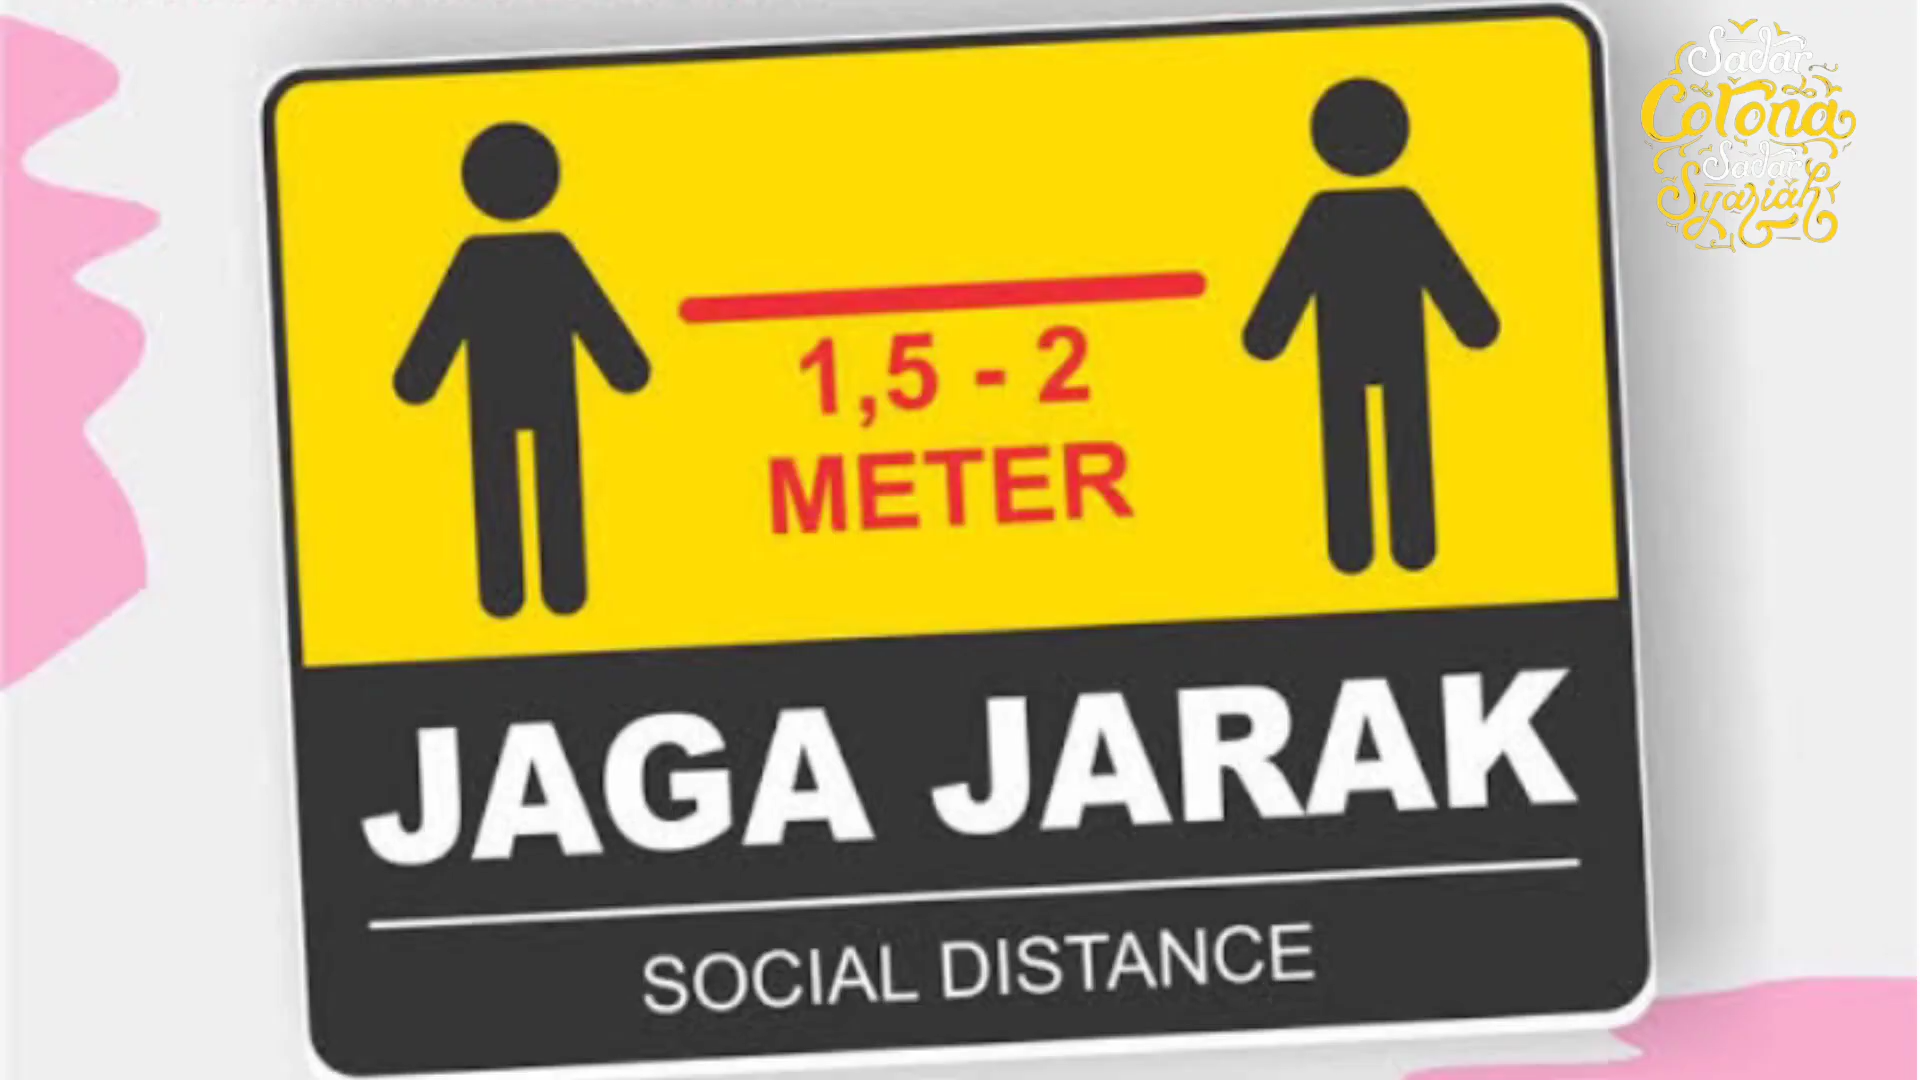 Sadar
Corona
Sadar
Syariah
1,5 - 2
METER
JAGA JARAK
SOCIAL DISTANCE